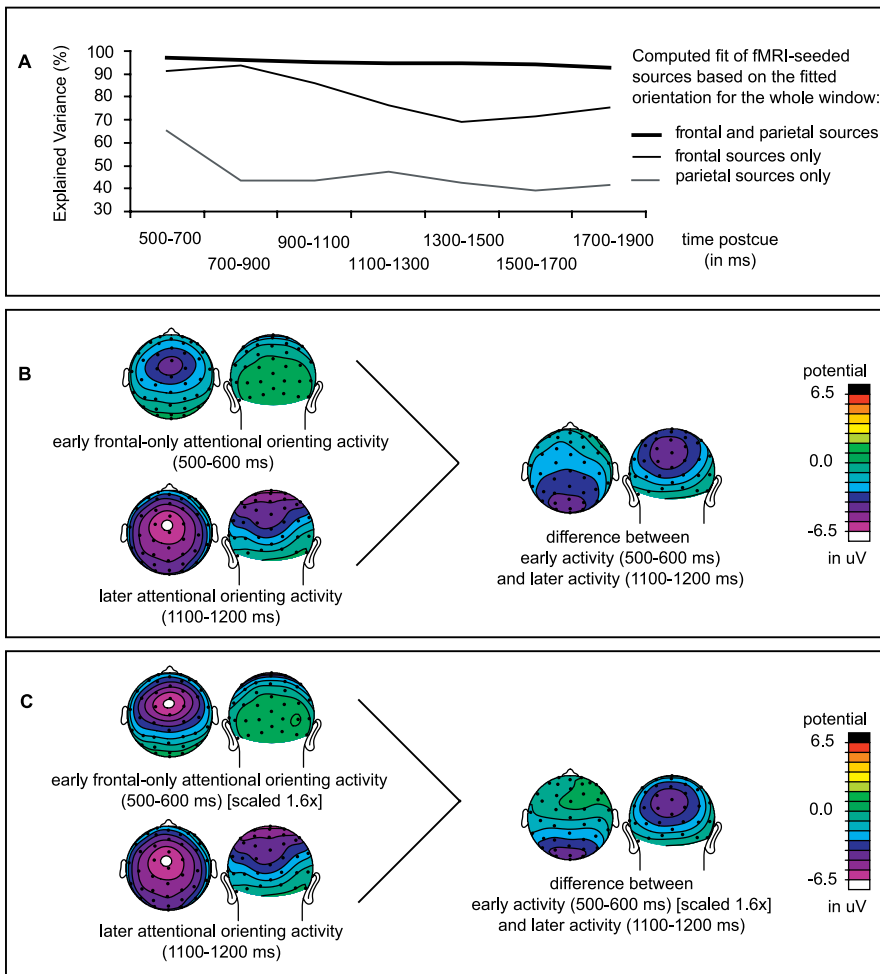 A
Explained Variance (%)
100
90
80
70
60
50
40
30
500-700
700-900
900-1100
1100-1300
1300-1500
1500-1700
1700-1900
time postcue
(in ms)
Computed fit of fMRI-seeded
sources based on the fitted
orientation for the whole window:
frontal and parietal sources
frontal sources only
parietal sources only
B
early frontal-only attentional orienting activity
(500-600 ms)
later attentional orienting activity
(1100-1200 ms)
difference between
early activity (500-600 ms)
and later activity (1100-1200 ms)
potential
6.5
0.0
-6.5
in uV
C
early frontal-only attentional orienting activity
(500-600 ms) [scaled 1.6x]
later attentional orienting activity
(1100-1200 ms)
difference between
early activity (500-600 ms) [scaled 1.6x]
and later activity (1100-1200 ms)
potential
6.5
0.0
-6.5
in uV